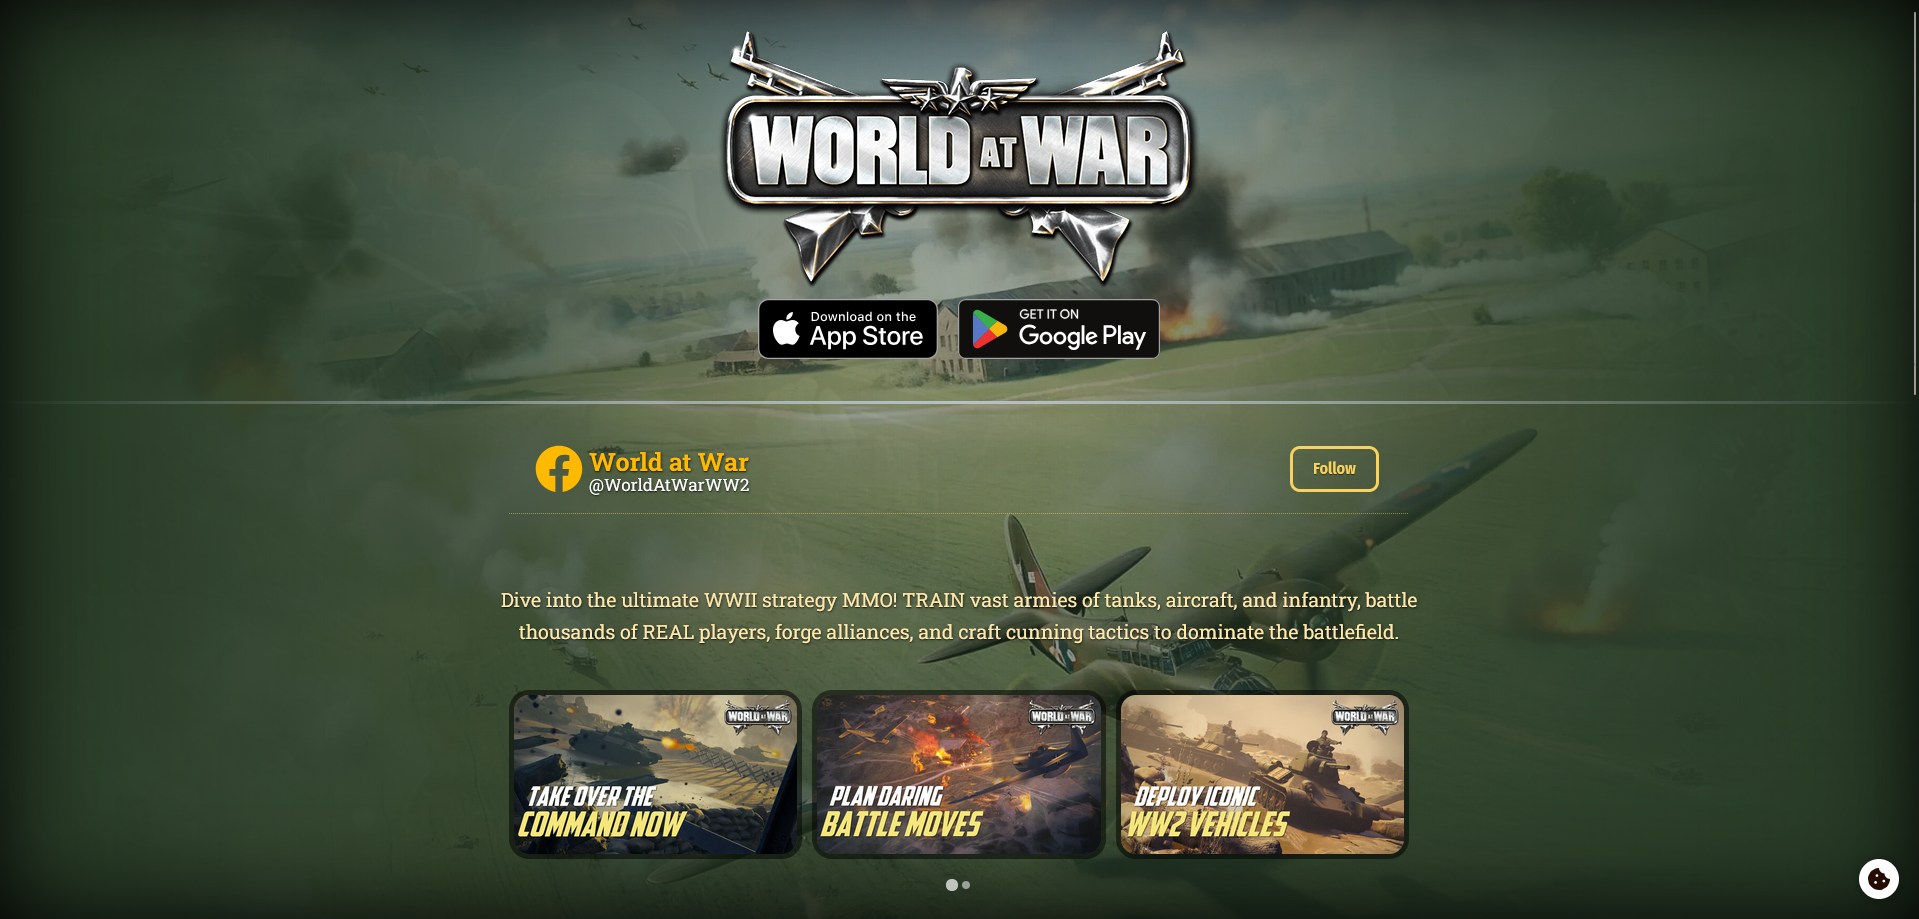 WORLD AT WAR
Download on the
App Store
GET IT ON
Google Play
World at War
@WorldAtWarWW2
Follow
Dive into the ultimate WWII strategy MMO! TRAIN vast armies of tanks, aircraft, and infantry, battle
thousands of REAL players, forge alliances, and craft cunning tactics to dominate the battlefield.
WORLD AT WAR
TAKE OVER THE
COMMAND NOW
WORLD AT WAR
PLAN DARING
BATTLE MOVES
WORLD AT WAR
DEPLOY ICONIC
WW2 VEHICLES